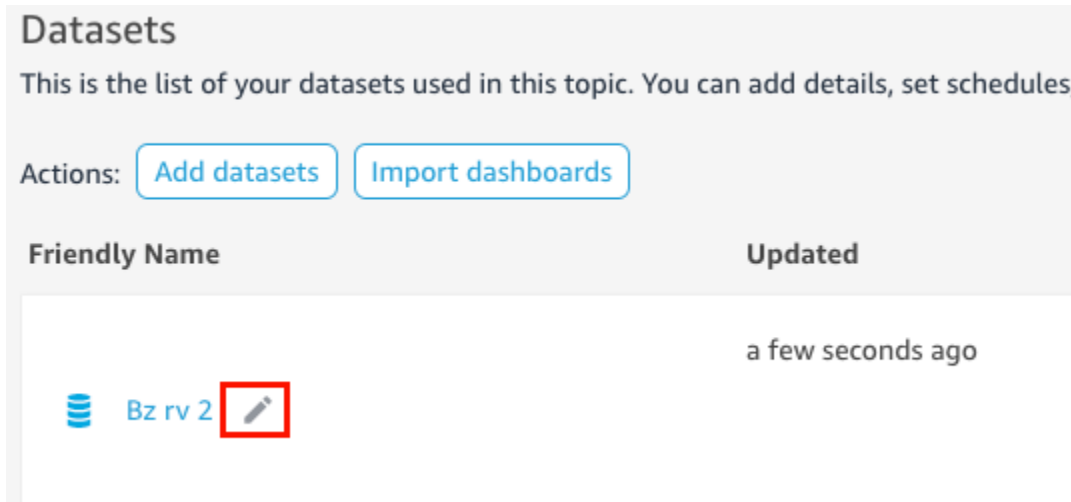 Datasets
This is the list of your datasets used in this topic. You can add details, set schedules,
Actions: Add datasets Import dashboards
Friendly Name Updated
a few seconds ago
Bz rv 2